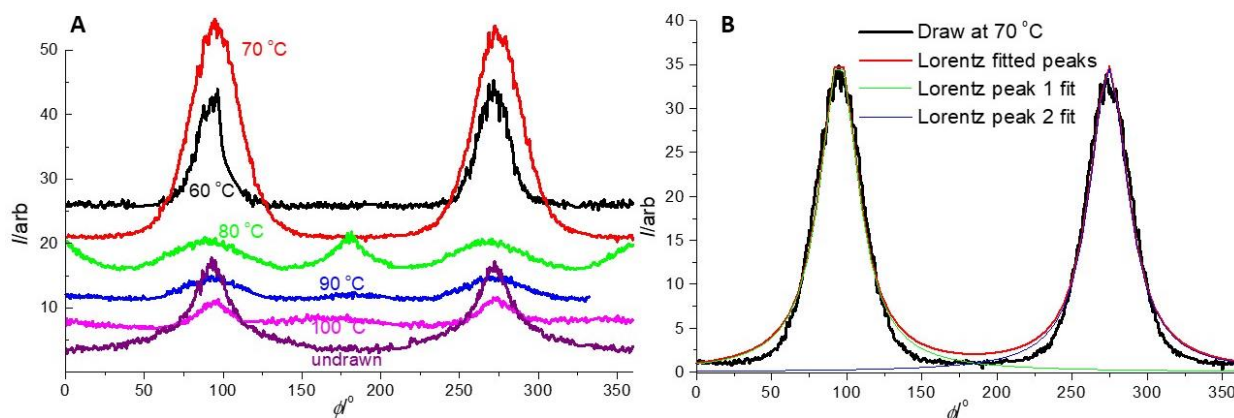 A
I/arb
50
40
30
20
10
0
50
100
150
200
250
300
350
ϕ/°
70 °C
60 °C
80 °C
90 °C
100 °C
undrawn
B
I/arb
40
35
30
25
20
15
10
5
0
0
50
100
150
200
250
300
350
ϕ/°
Draw at 70 °C
Lorentz fitted peaks
Lorentz peak 1 fit
Lorentz peak 2 fit